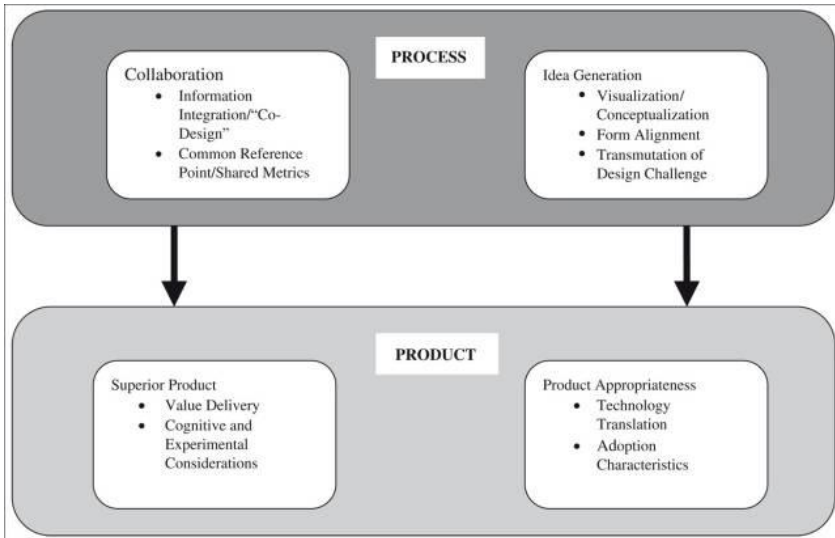 PROCESS
Collaboration
• Information
Integration/“Co-
Design”
• Common Reference
Point/Shared Metrics
Idea Generation
• Visualization/
Conceptualization
• Form Alignment
• Transmutation of
Design Challenge
PRODUCT
Superior Product
• Value Delivery
• Cognitive and
Experimental
Considerations
Product Appropriateness
• Technology
Translation
• Adoption
Characteristics